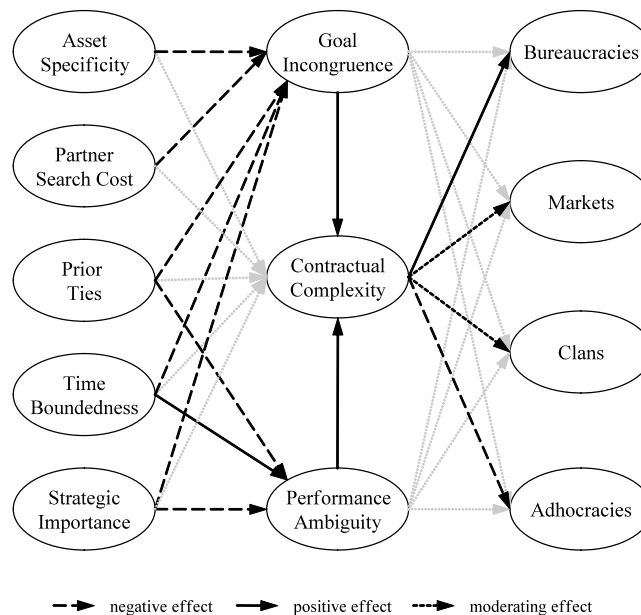 Asset
Specificity
Goal
Incongruence
Bureaucracies
Partner
Search Cost
Markets
Prior
Ties
Contractual
Complexity
Clans
Time
Boundedness
Strategic
Importance
Performance
Ambiguity
Adhocracies
negative effect
positive effect
moderating effect